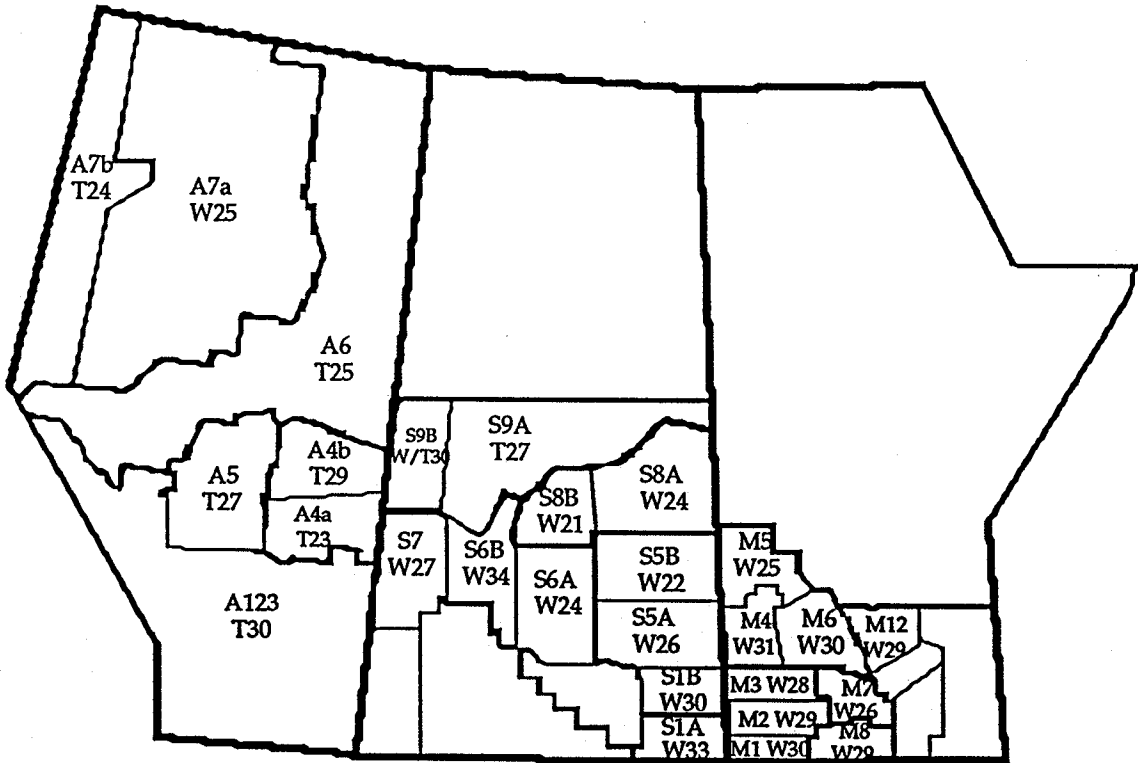 A7b
T24
A7a
W25
A6
T25
S9B
W/T30
S9A
T27
A4b
T29
A5
T27
S8A
W24
S8B
W21
A4a
T23
S7
W27
S6B
W34
S5B
W22
M5
W25
S6A
W24
A123
T30
S5A
W26
M4
W31
M6
W30
M12
W29
S1B
W30
M3 W28
M7
W26
M2 W29
S1A
W33
M8
W29
M1 W30